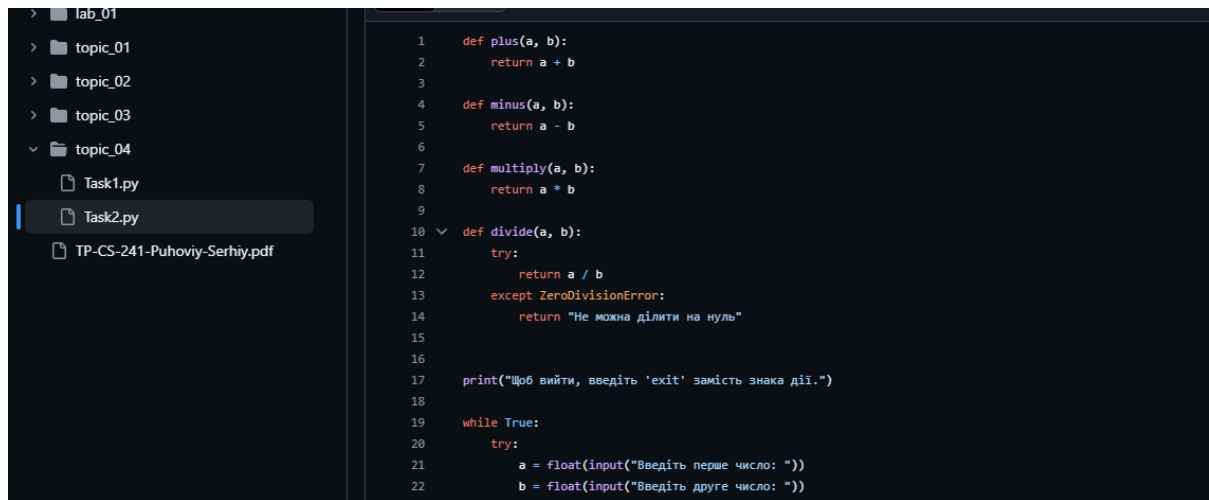 lab_01
topic_01
topic_02
topic_03
topic_04
Task1.py
Task2.py
TP-CS-241-Puhoviy-Serhiy.pdf
1 def plus(a, b):
2     return a + b
3
4 def minus(a, b):
5     return a - b
6
7 def multiply(a, b):
8     return a * b
9
10 def divide(a, b):
11     try:
12         return a / b
13     except ZeroDivisionError:
14         return "Не можна ділити на нуль"
15
16
17 print("Щоб вийти, введіть 'exit' замість знака дії.")
18
19 while True:
20     try:
21         a = float(input("Введіть перше число: "))
22         b = float(input("Введіть друге число: "))